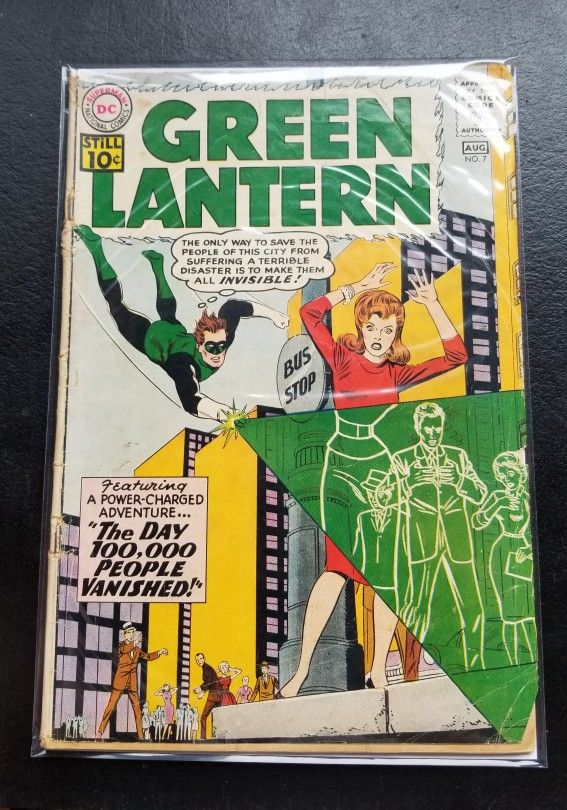 SUPERMAN
DC
NATIONAL COMICS
STILL
10¢
GREEN
LANTERN
APPROVED
BY THE
COMICS
CODE
AUTHORITY
AUG.
NO. 7
THE ONLY WAY TO SAVE THE
PEOPLE OF THIS CITY FROM
SUFFERING A TERRIBLE
DISASTER IS TO MAKE THEM
ALL INVISIBLE!
BUS
STOP
Featuring
A POWER-CHARGED
ADVENTURE...
"The DAY
100,000
PEOPLE
VANISHED!"